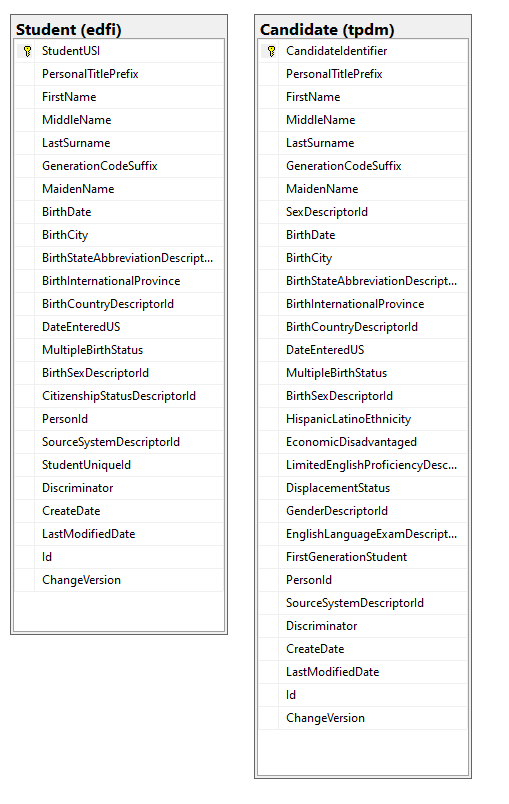 Student (edfi)
StudentUSI
PersonalTitlePrefix
FirstName
MiddleName
LastSurname
GenerationCodeSuffix
MaidenName
BirthDate
BirthCity
BirthStateAbbreviationDescript...
BirthInternationalProvince
BirthCountryDescriptorId
DateEnteredUS
MultipleBirthStatus
BirthSexDescriptorId
CitizenshipStatusDescriptorId
PersonId
SourceSystemDescriptorId
StudentUniqueId
Discriminator
CreateDate
LastModifiedDate
Id
ChangeVersion
Candidate (tpdm)
CandidateIdentifier
PersonalTitlePrefix
FirstName
MiddleName
LastSurname
GenerationCodeSuffix
MaidenName
SexDescriptorId
BirthDate
BirthCity
BirthStateAbbreviationDescript...
BirthInternationalProvince
BirthCountryDescriptorId
DateEnteredUS
MultipleBirthStatus
BirthSexDescriptorId
HispanicLatinoEthnicity
EconomicDisadvantaged
LimitedEnglishProficiencyDesc...
DisplacementStatus
GenderDescriptorId
EnglishLanguageExamDescript...
FirstGenerationStudent
PersonId
SourceSystemDescriptorId
Discriminator
CreateDate
LastModifiedDate
Id
ChangeVersion